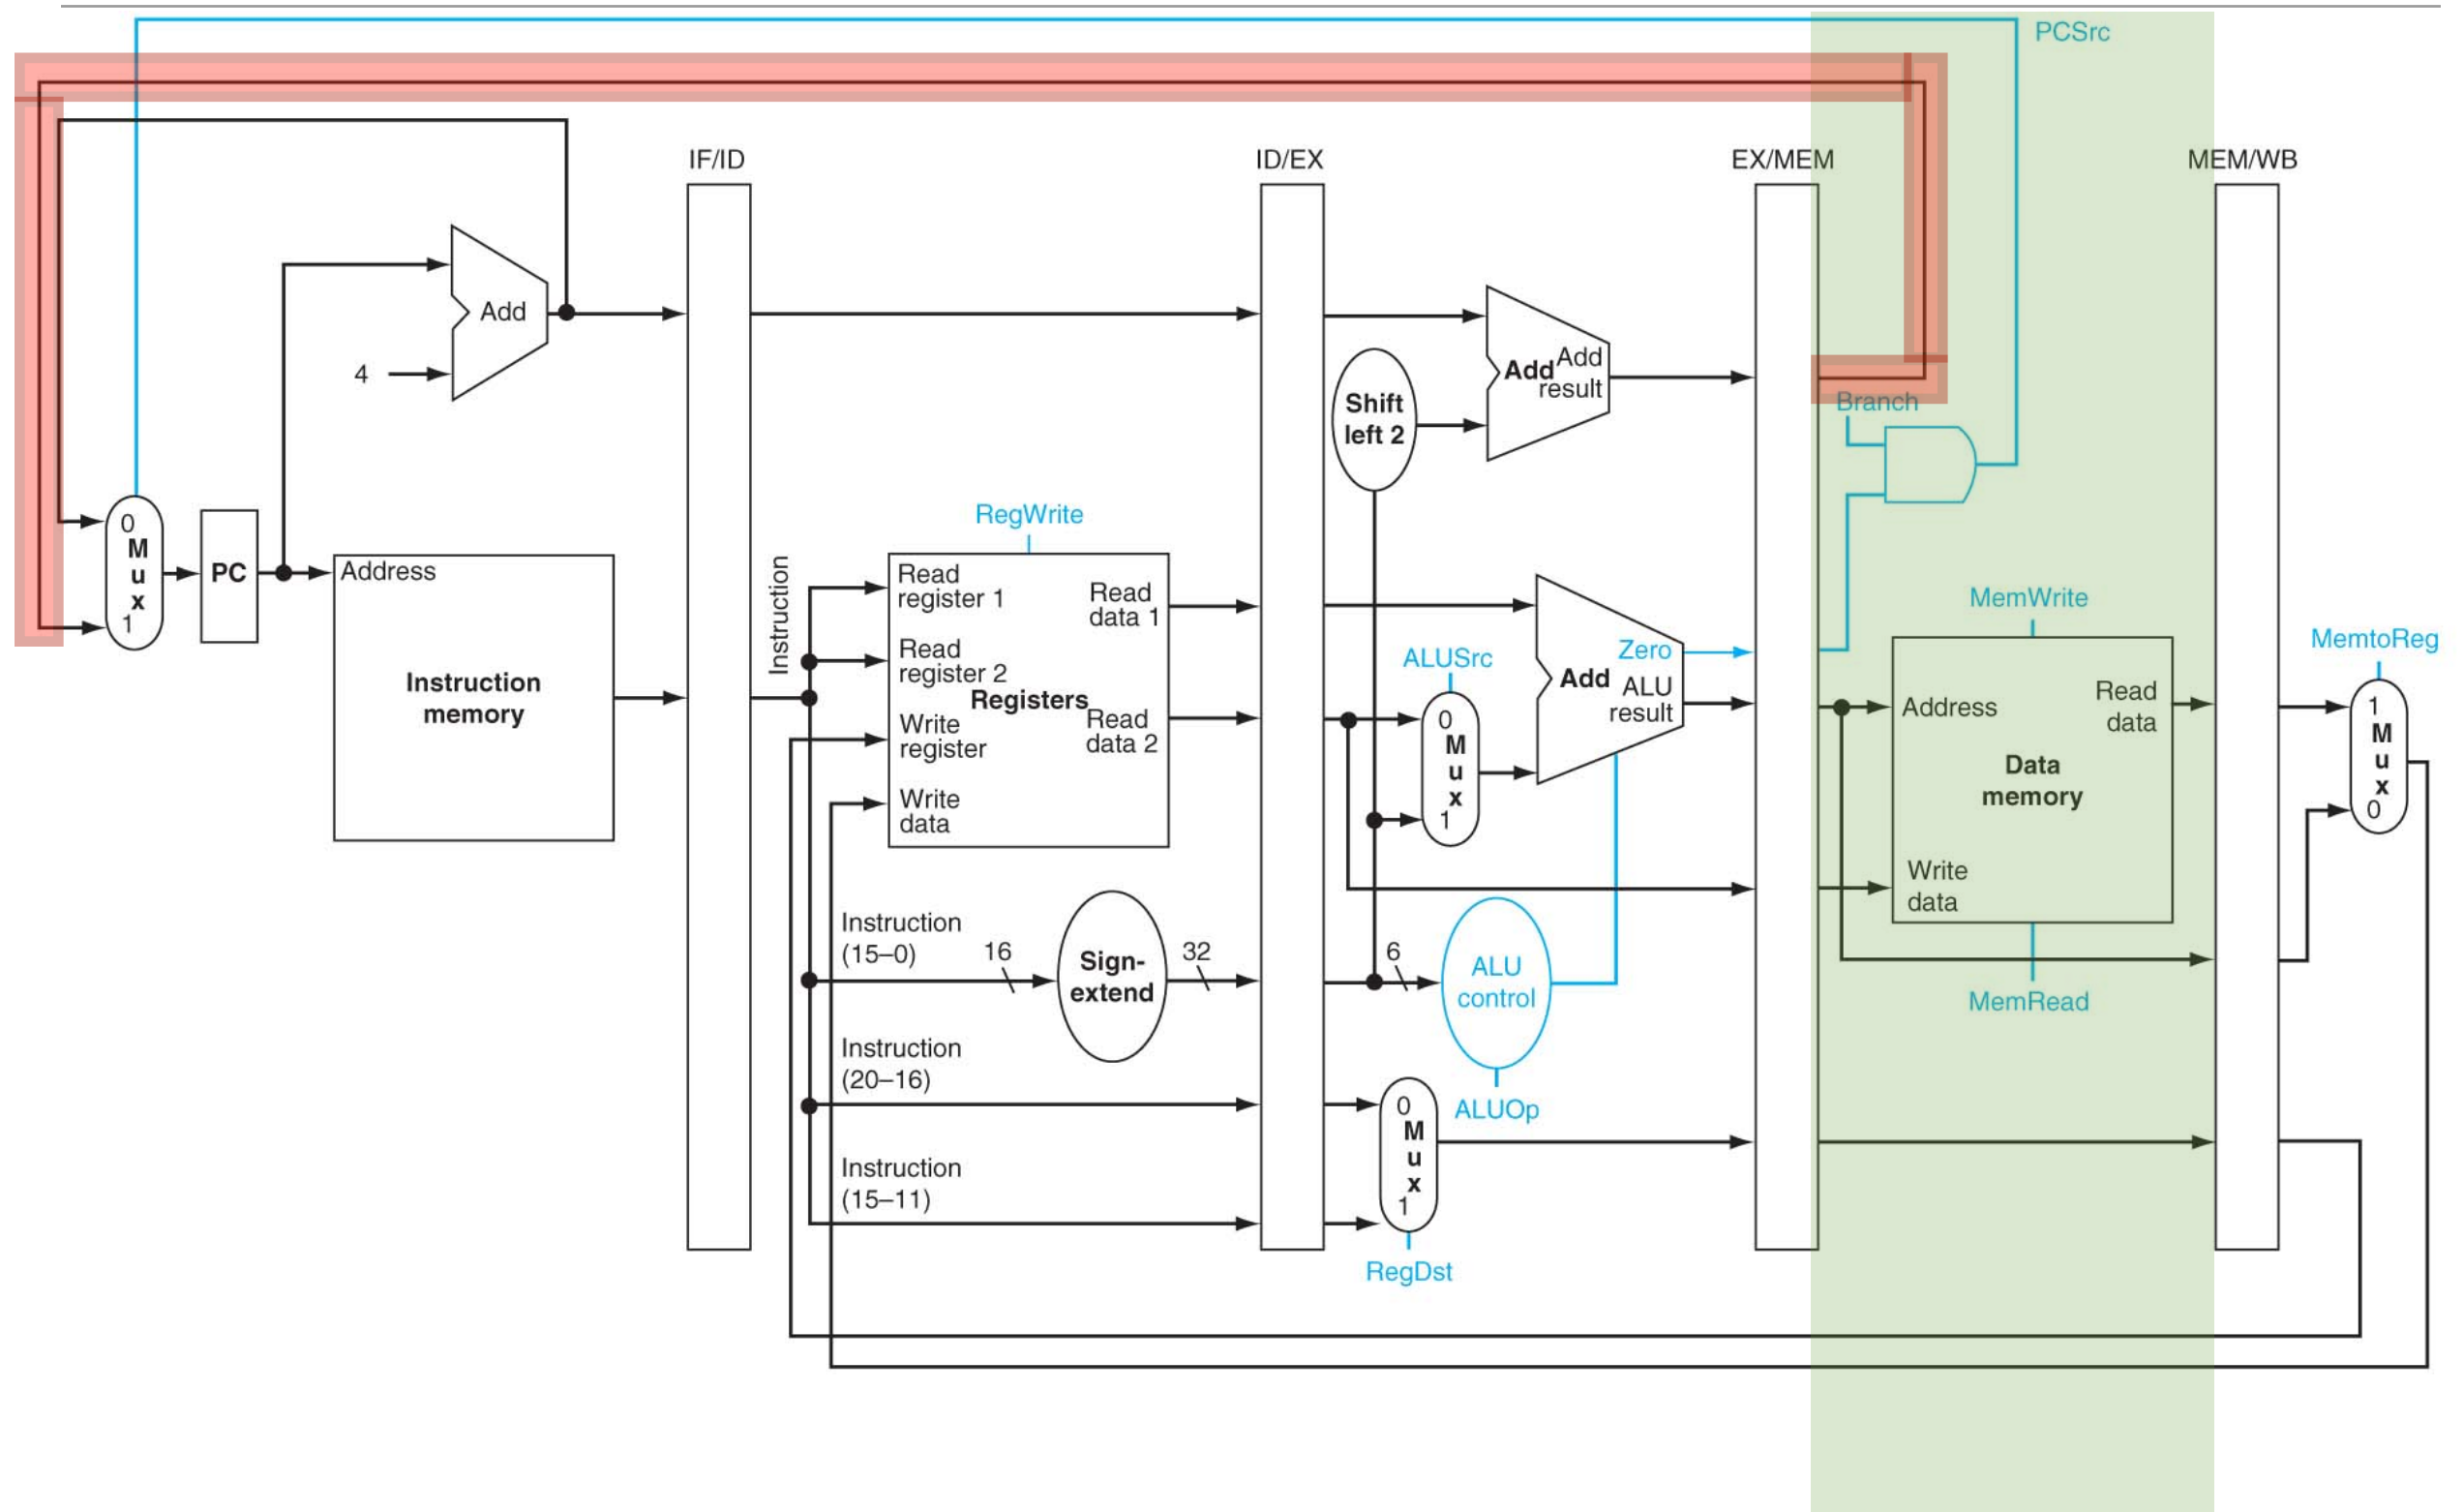 PCSrc
IF/ID
ID/EX
EX/MEM
MEM/WB
Add
4
Add
Add
result
Shift
left 2
Branch
0
M
u
x
1
PC
Address
Instruction
memory
Instruction
RegWrite
Read
register 1
Read
register 2
Write
register
Write
data
Registers
Read
data 1
Read
data 2
ALUSrc
0
M
u
x
1
Zero
Add
ALU
result
MemWrite
Address
Read
data
Data
memory
Write
data
MemRead
MemtoReg
1
M
u
x
0
Instruction
(15–0)
16
Sign-
extend
32
6
ALU
control
ALUOp
Instruction
(20–16)
Instruction
(15–11)
0
M
u
x
1
RegDst